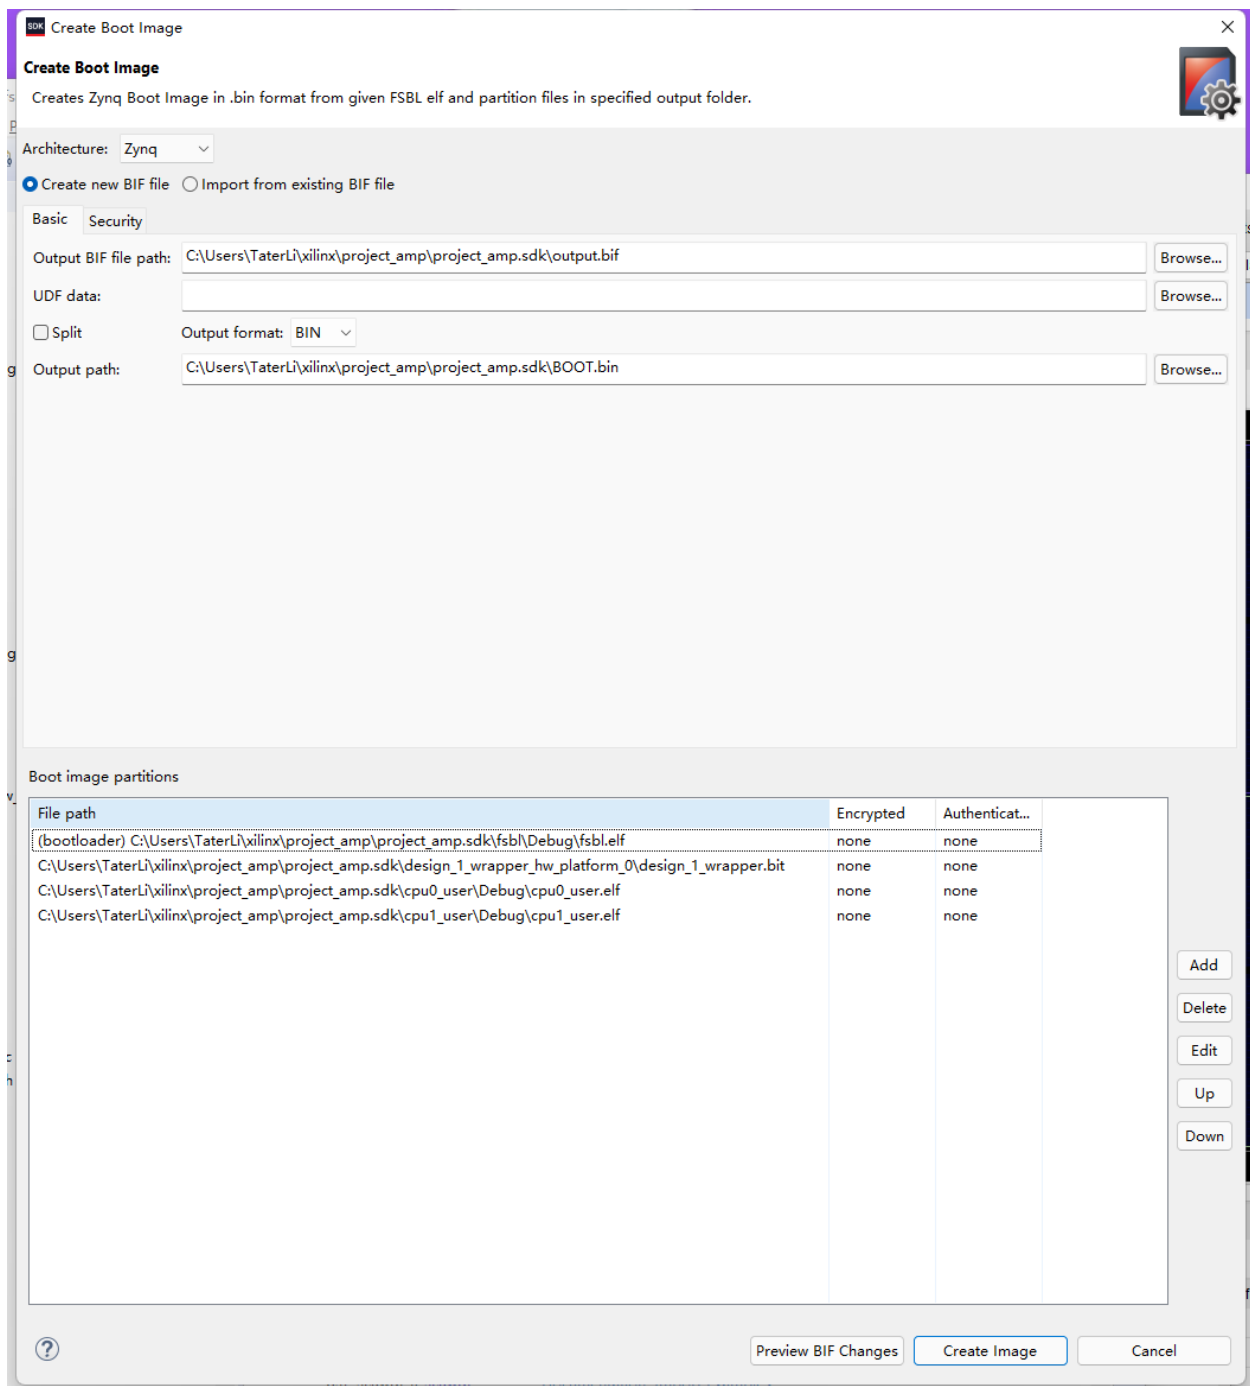 SDK Create Boot Image
Create Boot Image
Creates Zynq Boot Image in .bin format from given FSBL elf and partition files in specified output folder.
Architecture: Zynq
Create new BIF file Import from existing BIF file
Basic Security
Output BIF file path: C:\Users\TaterLi\xilinx\project_amp\project_amp.sdk\output.bif Browse...
UDF data: Browse...
Split Output format: BIN
Output path: C:\Users\TaterLi\xilinx\project_amp\project_amp.sdk\BOOT.bin Browse...
Boot image partitions
File path Encrypted Authenticat...
(bootloader) C:\Users\TaterLi\xilinx\project_amp\project_amp.sdk\fsbl\Debug\fsbl.elf none none
C:\Users\TaterLi\xilinx\project_amp\project_amp.sdk\design_1_wrapper_hw_platform_0\design_1_wrapper.bit none none
C:\Users\TaterLi\xilinx\project_amp\project_amp.sdk\cpu0_user\Debug\cpu0_user.elf none none
C:\Users\TaterLi\xilinx\project_amp\project_amp.sdk\cpu1_user\Debug\cpu1_user.elf none none
Add
Delete
Edit
Up
Down
? Preview BIF Changes Create Image Cancel